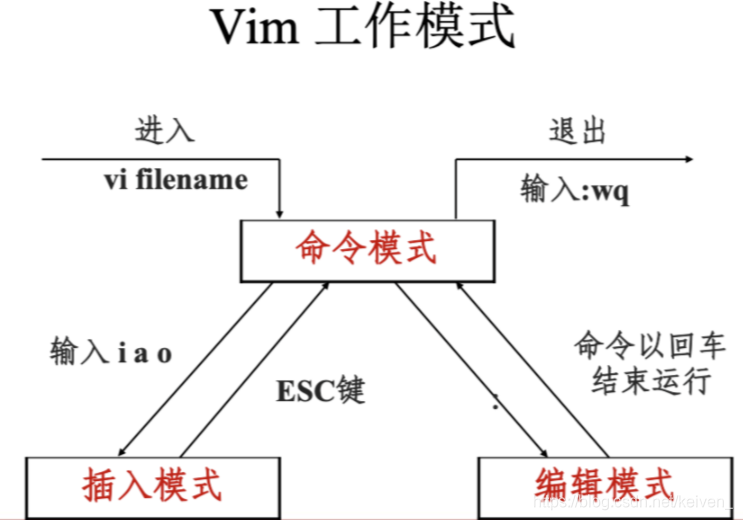 Vim 工作模式
进入
退出
vi filename
输入:wq
命令模式
输入 i a o
ESC键
:
命令以回车
结束运行
插入模式
编辑模式
https://blog.csdn.net/keiven_